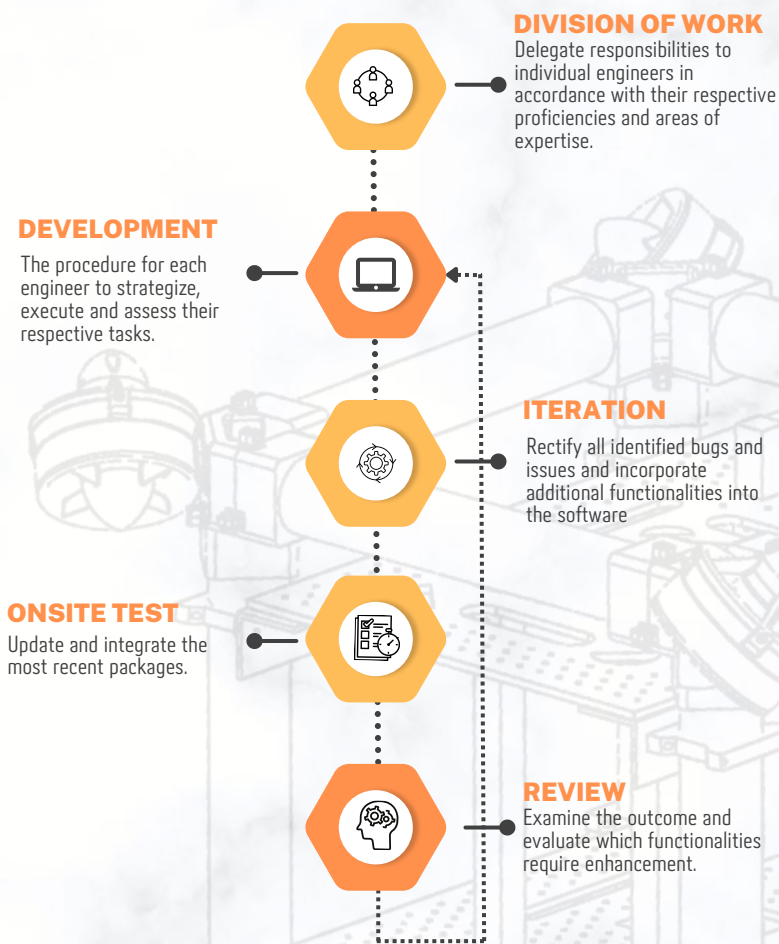 DIVISION OF WORK
Delegate responsibilities to
individual engineers in
accordance with their respective
proficiencies and areas of
expertise.
DEVELOPMENT
The procedure for each
engineer to strategize,
execute and assess their
respective tasks.
ITERATION
Rectify all identified bugs and
issues and incorporate
additional functionalities into
the software
ONSITE TEST
Update and integrate the
most recent packages.
REVIEW
Examine the outcome and
evaluate which functionalities
require enhancement.